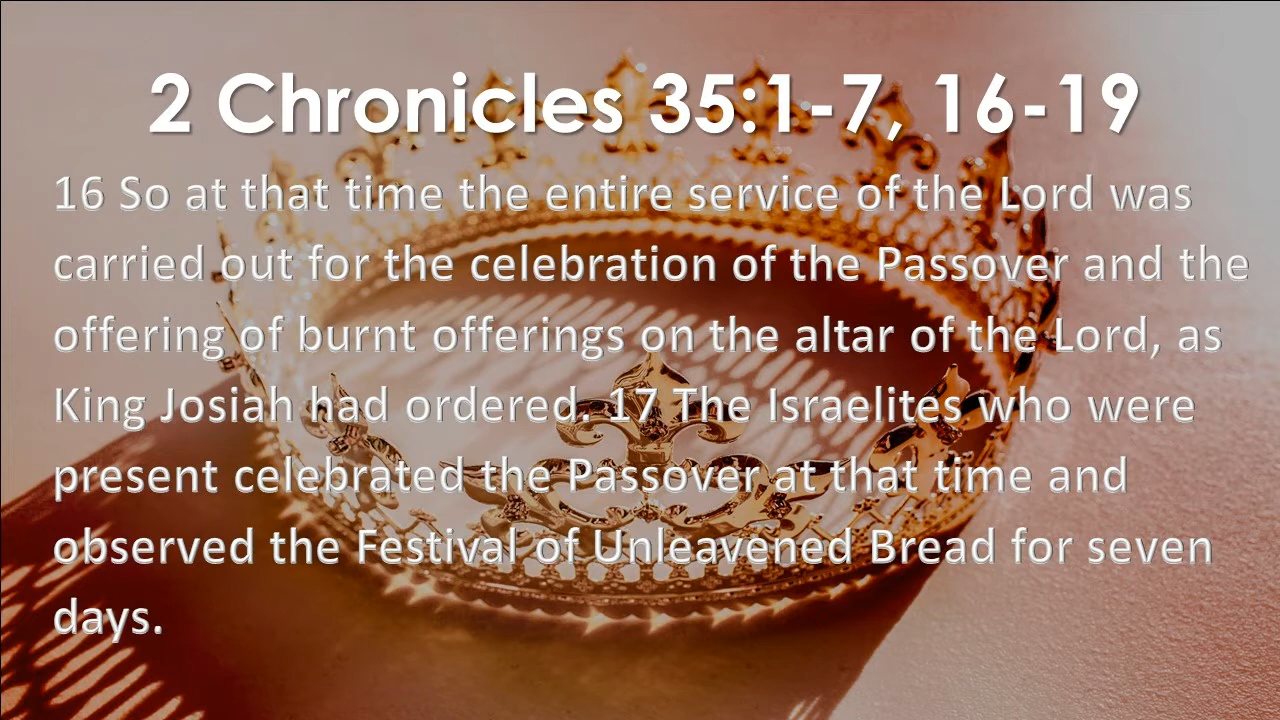 2 Chronicles 35:1-7, 16-19
16 So at that time the entire service of the Lord was
carried out for the celebration of the Passover and the
offering of burnt offerings on the altar of the Lord, as
King Josiah had ordered. 17 The Israelites who were
present celebrated the Passover at that time and
observed the Festival of Unleavened Bread for seven
days.